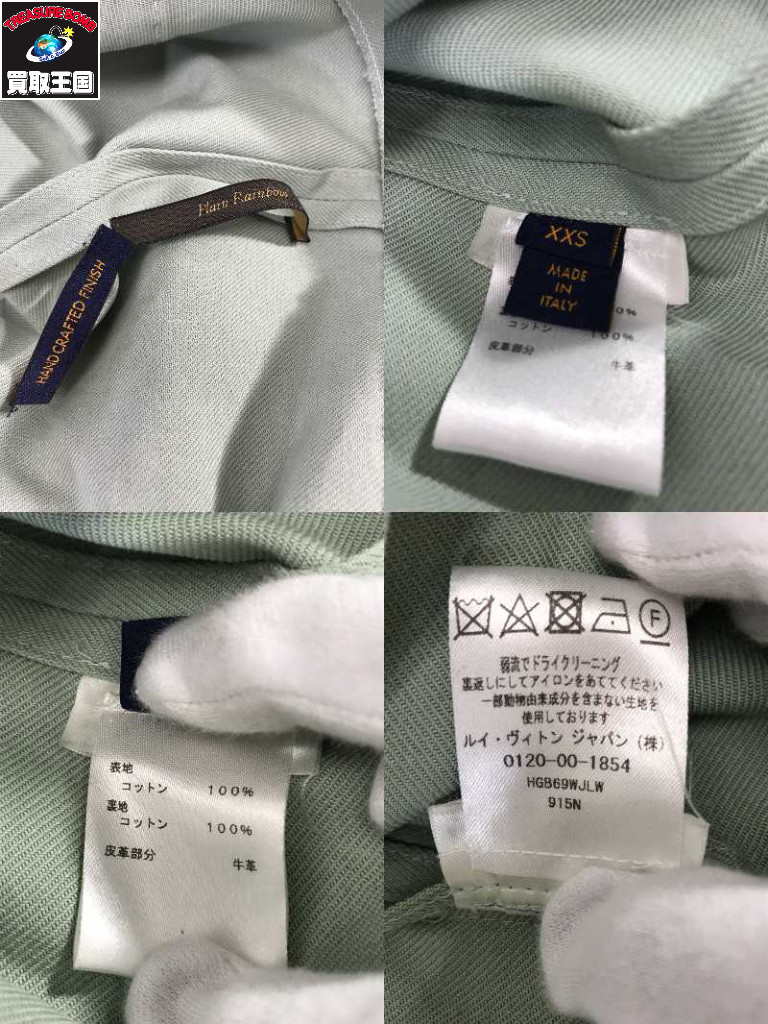 TREASURE BOMB
買取王国
Plain Rainbow
HANDCRAFTED FINISH
XXS
MADE
IN
ITALY
0%
コットン 100%
皮革部分
牛革
表地
コットン 100%
裏地
コットン 100%
皮革部分
牛革
F
弱流でドライクリーニング
裏返しにしてアイロンをあててください
一部動物由来成分を含まない生地を
使用しております
ルイ・ヴィトン ジャパン (株)
0120-00-1854
HGB69WJLW
915N